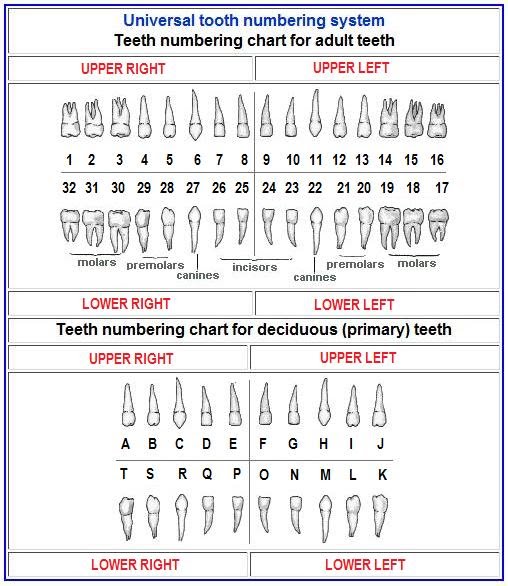 Universal tooth numbering system
Teeth numbering chart for adult teeth
UPPER RIGHT UPPER LEFT
1 2 3 4 5 6 7 8 9 10 11 12 13 14 15 16
32 31 30 29 28 27 26 25 24 23 22 21 20 19 18 17
molars premolars canines incisors canines premolars molars
LOWER RIGHT LOWER LEFT
Teeth numbering chart for deciduous (primary) teeth
UPPER RIGHT UPPER LEFT
A B C D E F G H I J
T S R Q P O N M L K
LOWER RIGHT LOWER LEFT